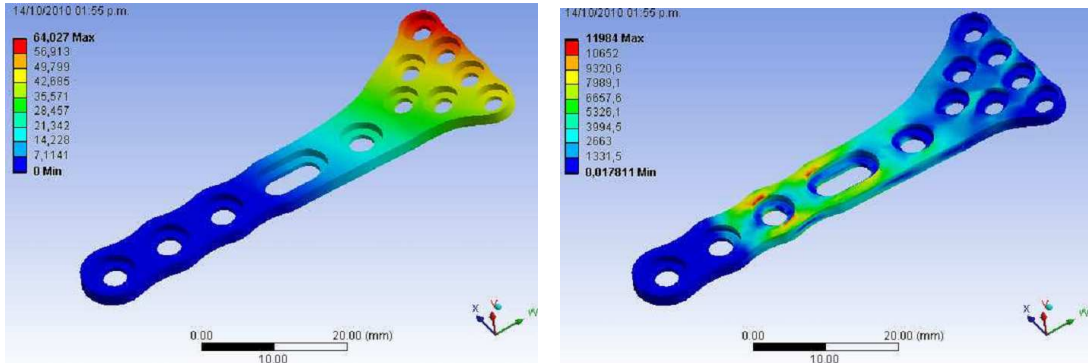 14/10/2010 01:55 p.m.
64,027 Max
56,913
49,799
42,685
35,571
28,457
21,342
14,228
7,1141
0 Min
X
Y
0.00
20.00 (mm)
10.00
14/10/2010 01:55 p.m.
11984 Max
10652
9320,6
7989,1
6657,6
5326,1
3994,5
2663
1331,5
0,017811 Min
X
Y
0.00
20.00 (mm)
10.00